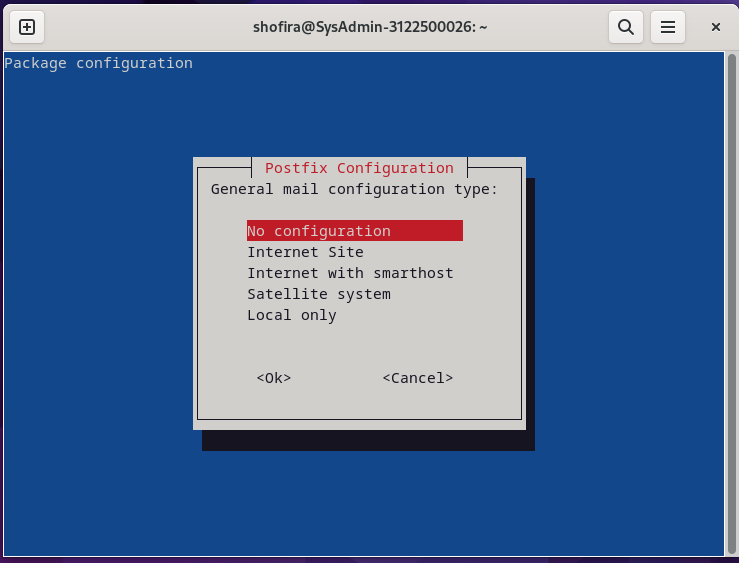 shofira@SysAdmin-3122500026: ~
Package configuration
Postfix Configuration
General mail configuration type:
No configuration
Internet Site
Internet with smarthost
Satellite system
Local only
<Ok> <Cancel>